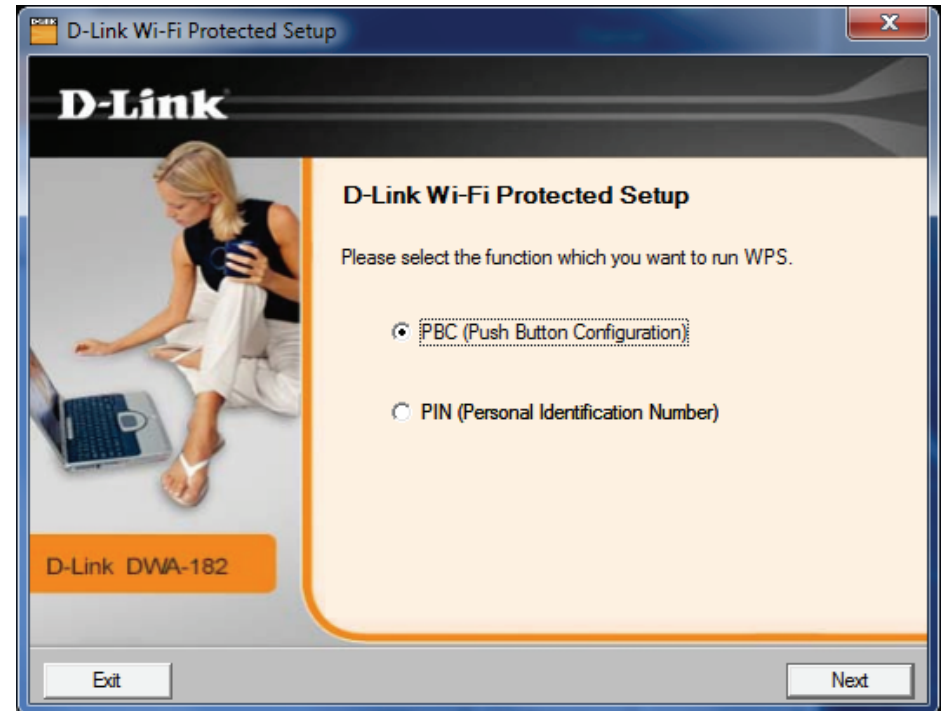 D-Link Wi-Fi Protected Setup
D-Link
D-Link Wi-Fi Protected Setup
Please select the function which you want to run WPS.
PBC (Push Button Configuration)
PIN (Personal Identification Number)
D-Link DWA-182
Exit
Next